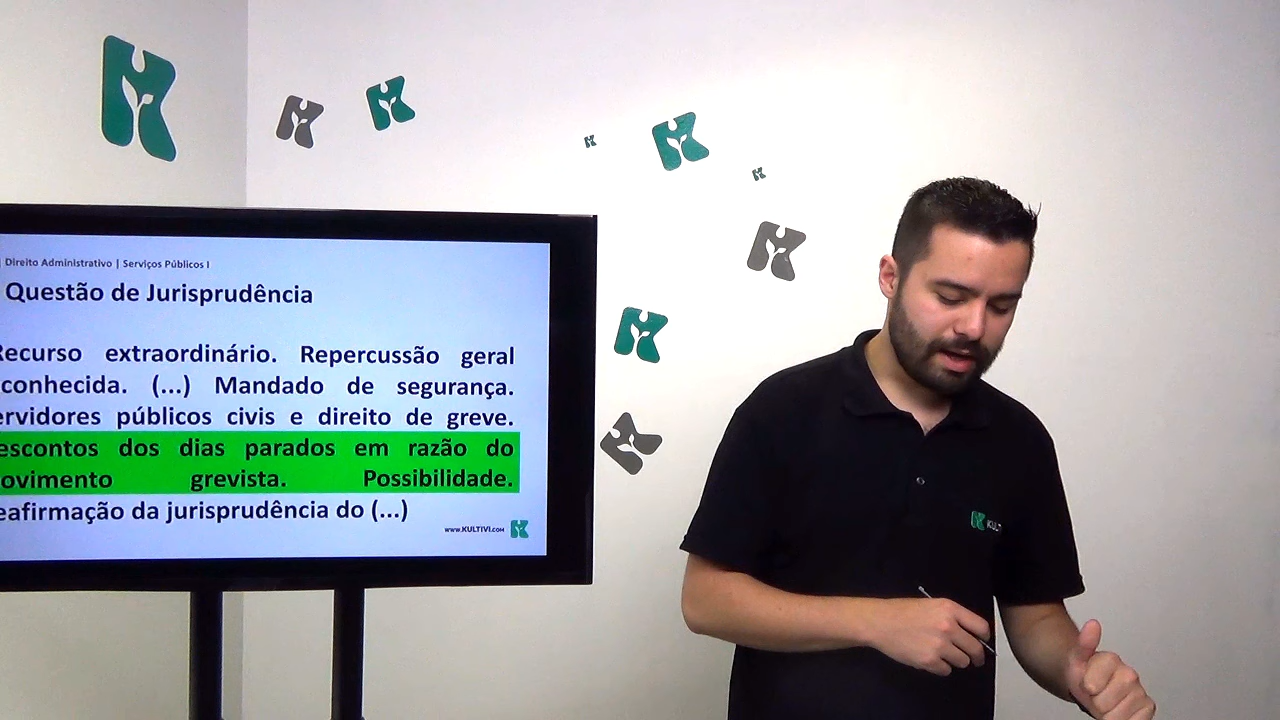 | Direito Administrativo | Serviços Públicos I
Questão de Jurisprudência
Recurso extraordinário. Repercussão geral
conhecida. (...) Mandado de segurança.
ervidores públicos civis e direito de greve.
escontos dos dias parados em razão do
ovimento grevista. Possibilidade.
eafirmação da jurisprudência do (...)
www.KULTIVI.com
KULT